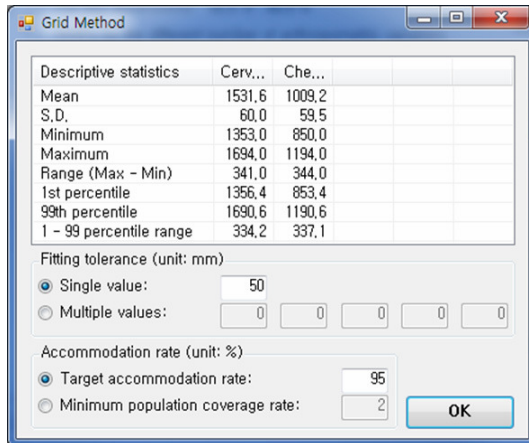 Grid Method
Descriptive statistics Cerv... Che...
Mean 1531,6 1009,2
S,D, 60,0 59,5
Minimum 1353,0 850,0
Maximum 1694,0 1194,0
Range (Max - Min) 341,0 344,0
1st percentile 1356,4 853,4
99th percentile 1690,6 1190,6
1 - 99 percentile range 334,2 337,1
Fitting tolerance (unit: mm)
Single value: 50
Multiple values: 0 0 0 0 0
Accommodation rate (unit: %)
Target accommodation rate: 95
Minimum population coverage rate: 2
OK